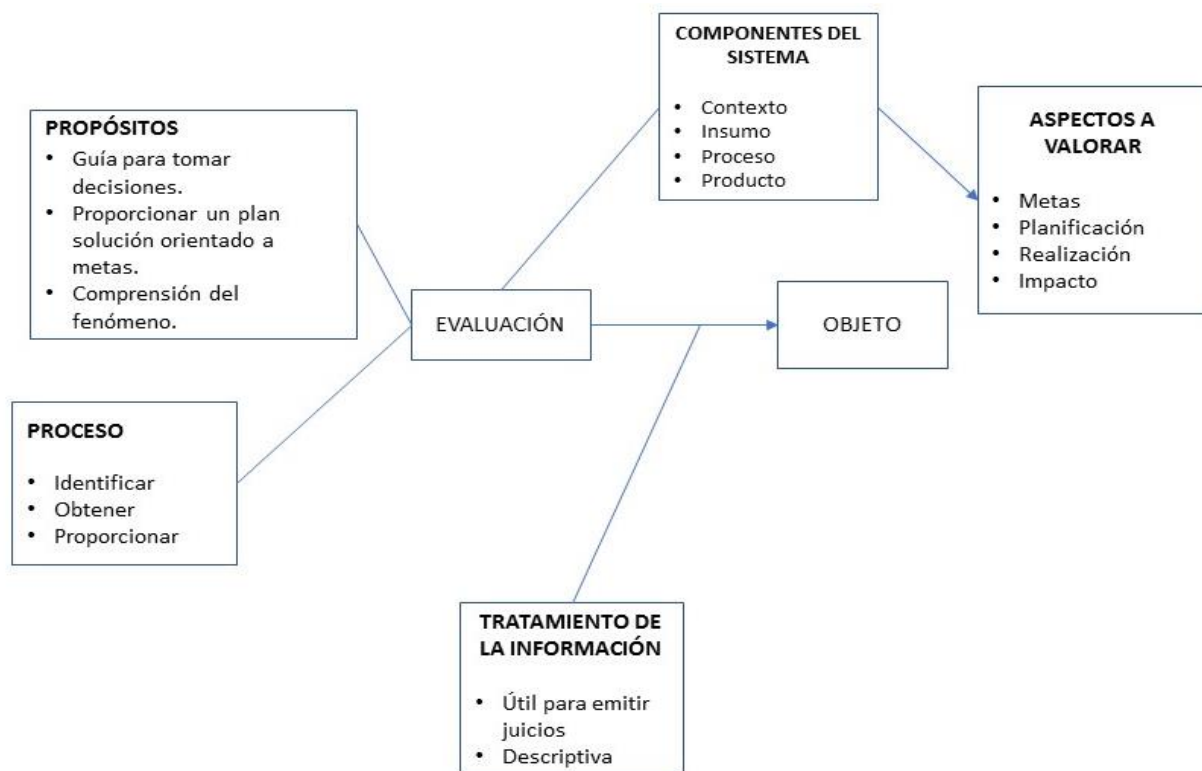 COMPONENTES DEL
SISTEMA
• Contexto
• Insumo
• Proceso
• Producto
PROPÓSITOS
• Guía para tomar
decisiones.
• Proporcionar un plan
solución orientado a
metas.
• Comprensión del
fenómeno.
ASPECTOS A
VALORAR
• Metas
• Planificación
• Realización
• Impacto
EVALUACIÓN
OBJETO
PROCESO
• Identificar
• Obtener
• Proporcionar
TRATAMIENTO DE
LA INFORMACIÓN
• Útil para emitir
juicios
• Descriptiva